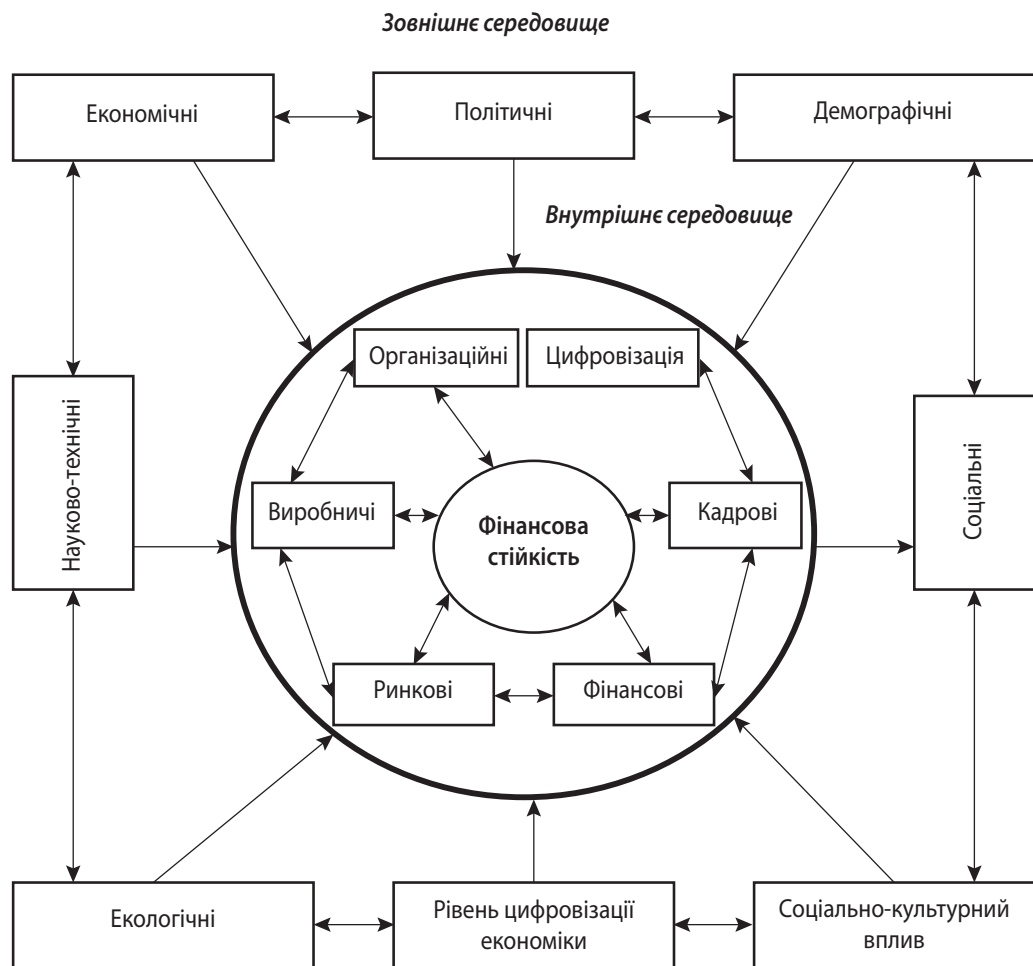 Зовнішнє середовище
Економічні
Політичні
Демографічні
Внутрішнє середовище
Організаційні
Цифровізація
Науково-технічні
Виробничі
Фінансова
стійкість
Кадрові
Соціальні
Ринкові
Фінансові
Екологічні
Рівень цифровізації
економіки
Соціально-культурний
вплив